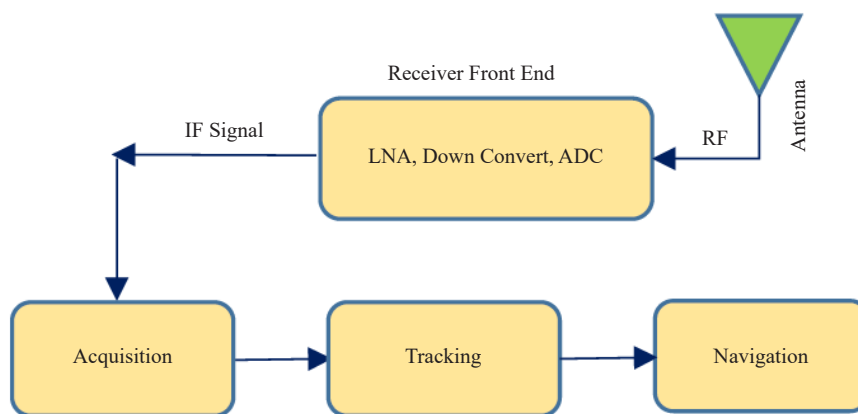 Receiver Front End
Antenna
IF Signal
RF
LNA, Down Convert, ADC
Acquisition
Tracking
Navigation